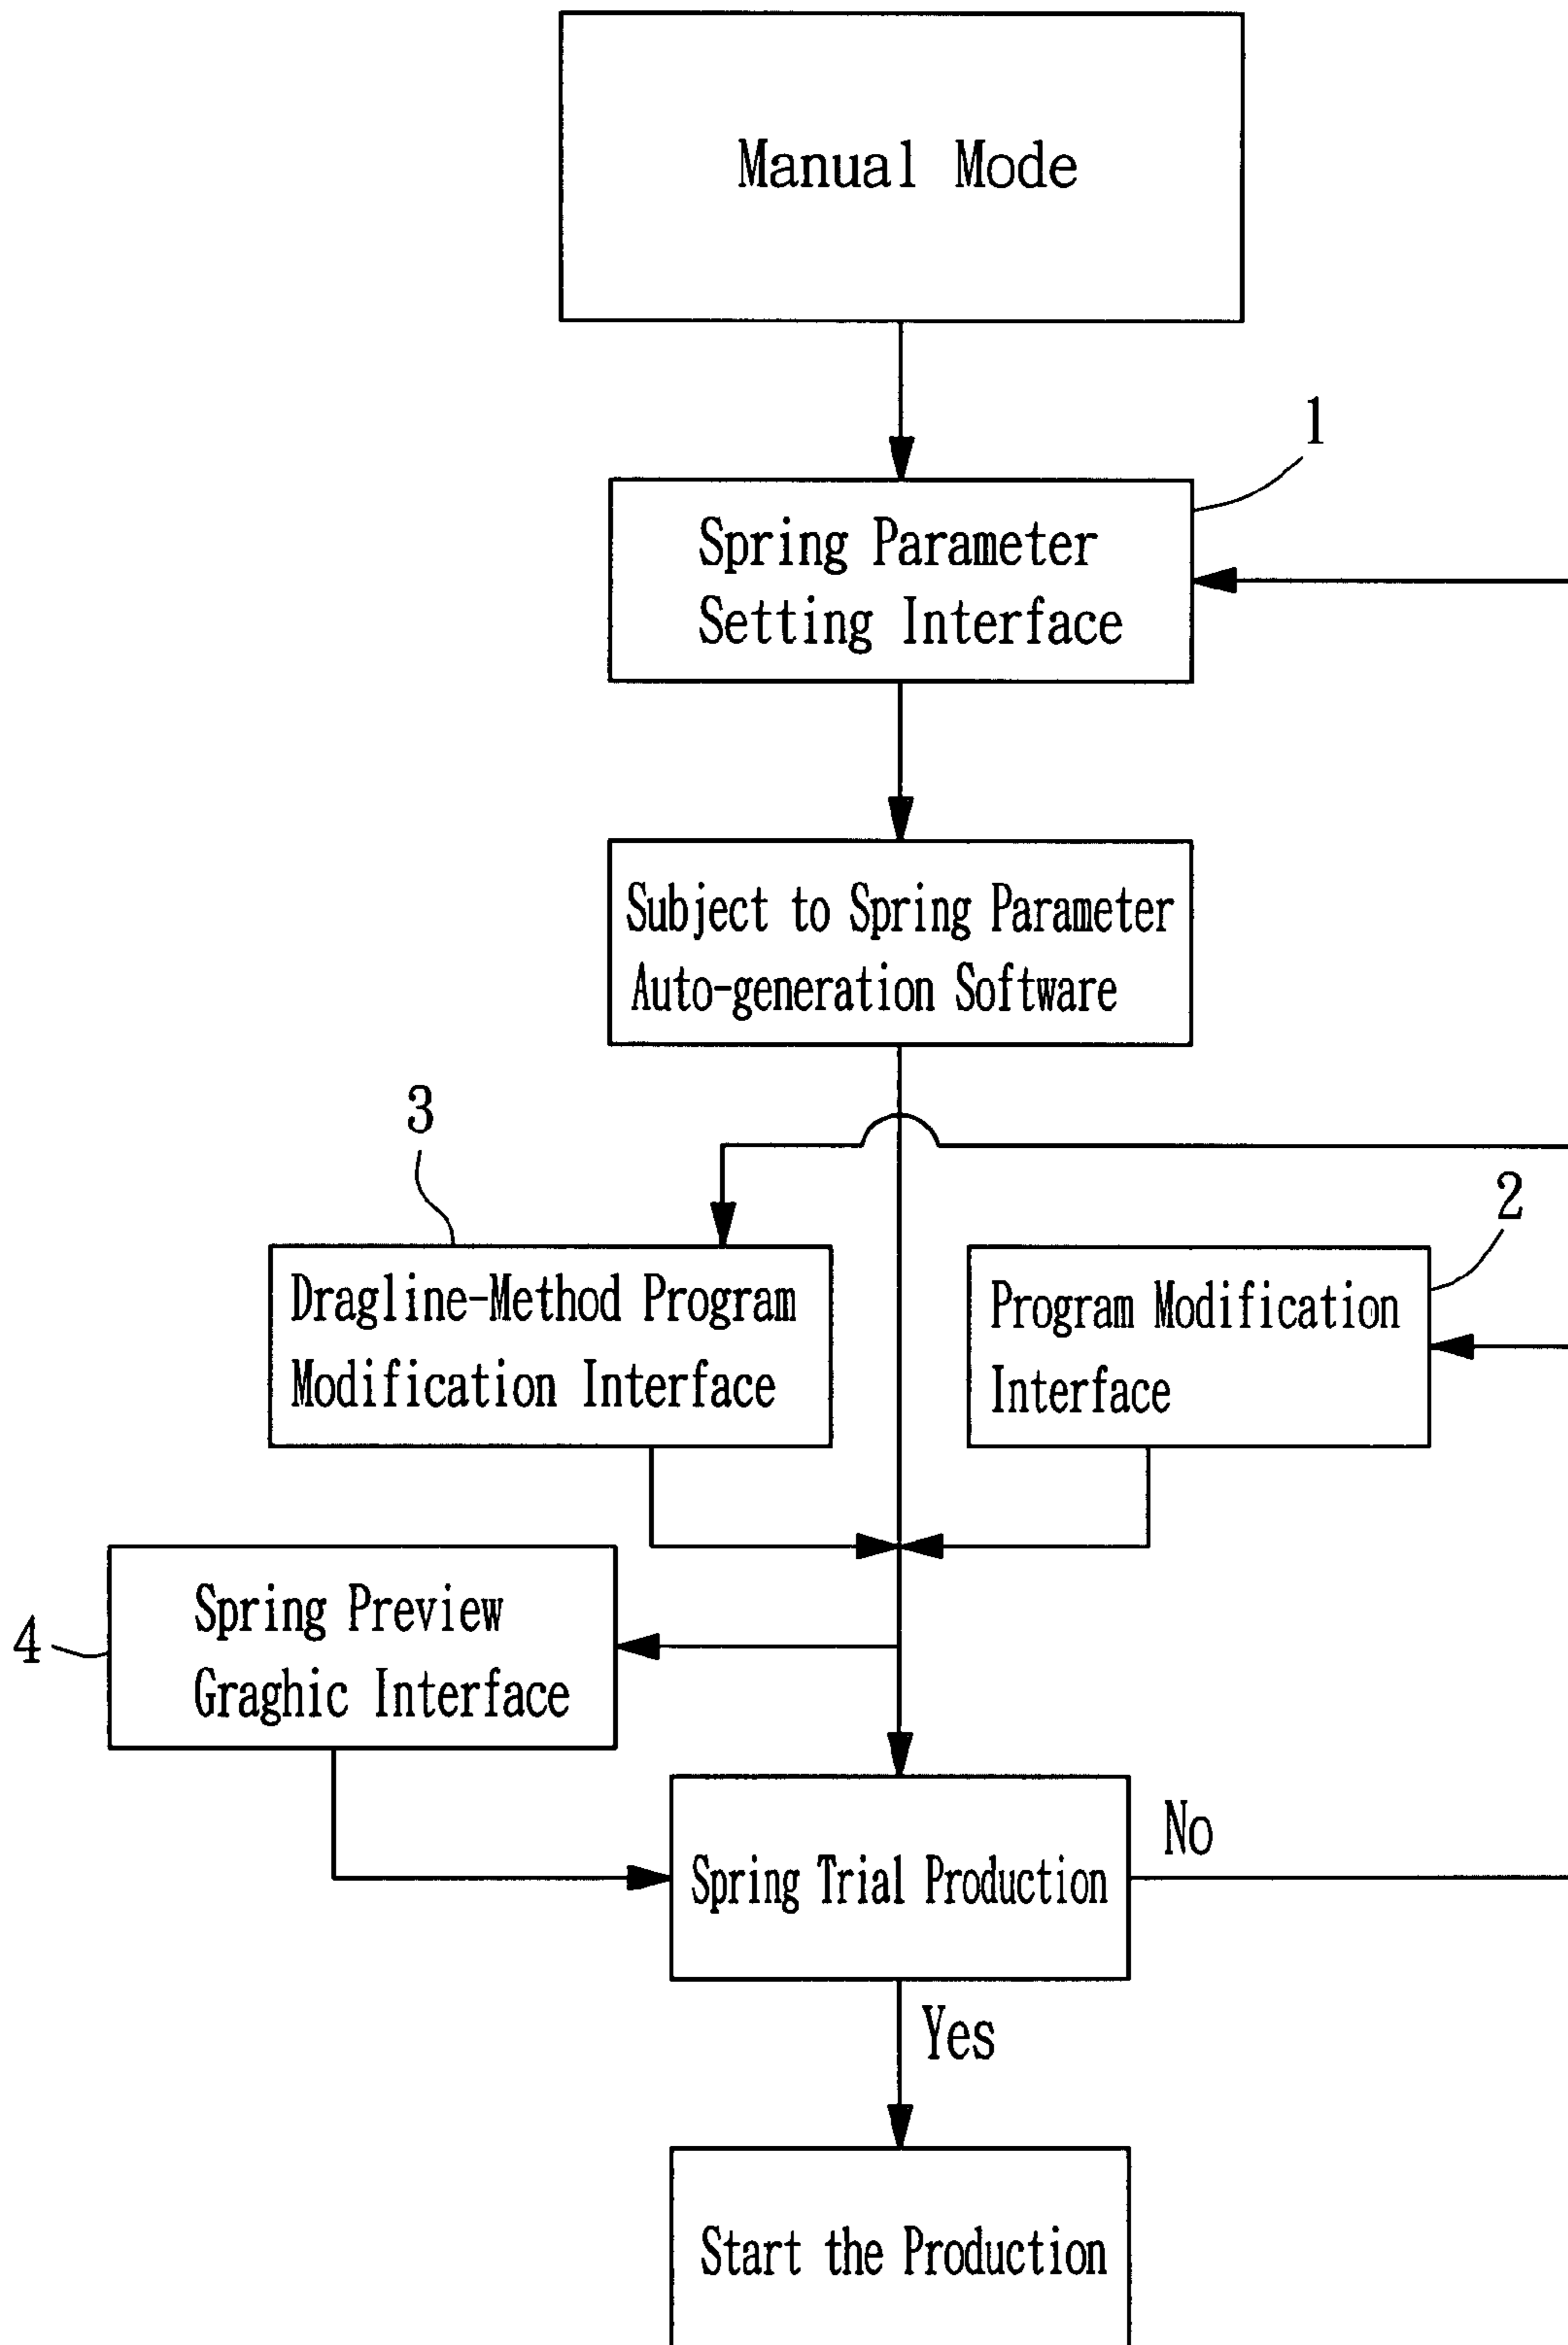 Manual Mode
1
Spring Parameter
Setting Interface
Subject to Spring Parameter
Auto-generation Software
3
2
Dragline-Method Program
Modification Interface
Program Modification
Interface
4
Spring Preview
Graghic Interface
No
Spring Trial Production
Yes
Start the Production